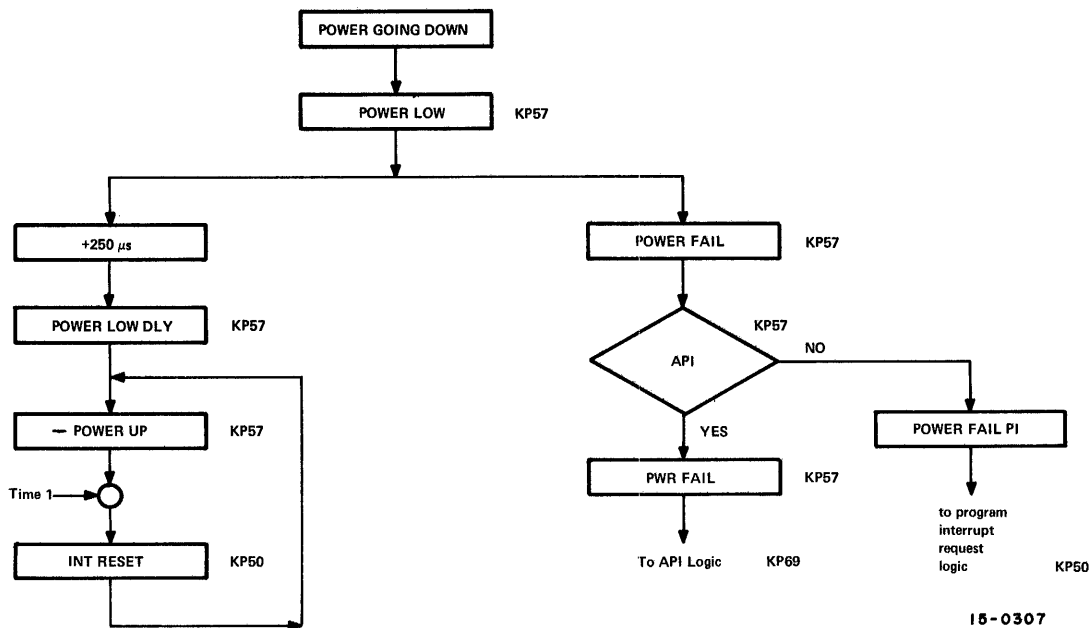 POWER GOING DOWN
POWER LOW KP57
+250 μs
POWER LOW DLY KP57
– POWER UP KP57
Time 1
INT RESET KP50
POWER FAIL KP57
KP57
API
NO
YES
POWER FAIL PI
PWR FAIL KP57
To API Logic KP69
to program
interrupt
request
logic KP50
15-0307